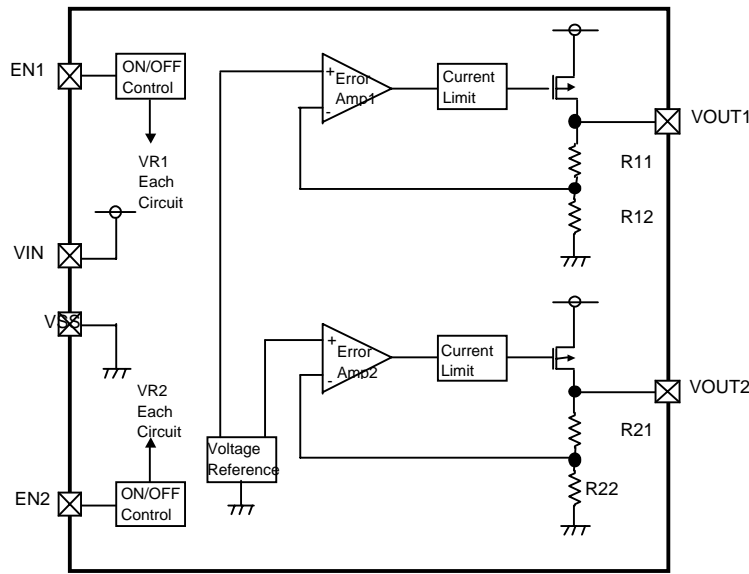 EN1
ON/OFF
Control
VR1
Each
Circuit
VIN
VSS
VR2
Each
Circuit
EN2
ON/OFF
Control
+
-
Error
Amp1
Current
Limit
VOUT1
R11
R12
+
-
Error
Amp2
Current
Limit
VOUT2
R21
R22
Voltage
Reference